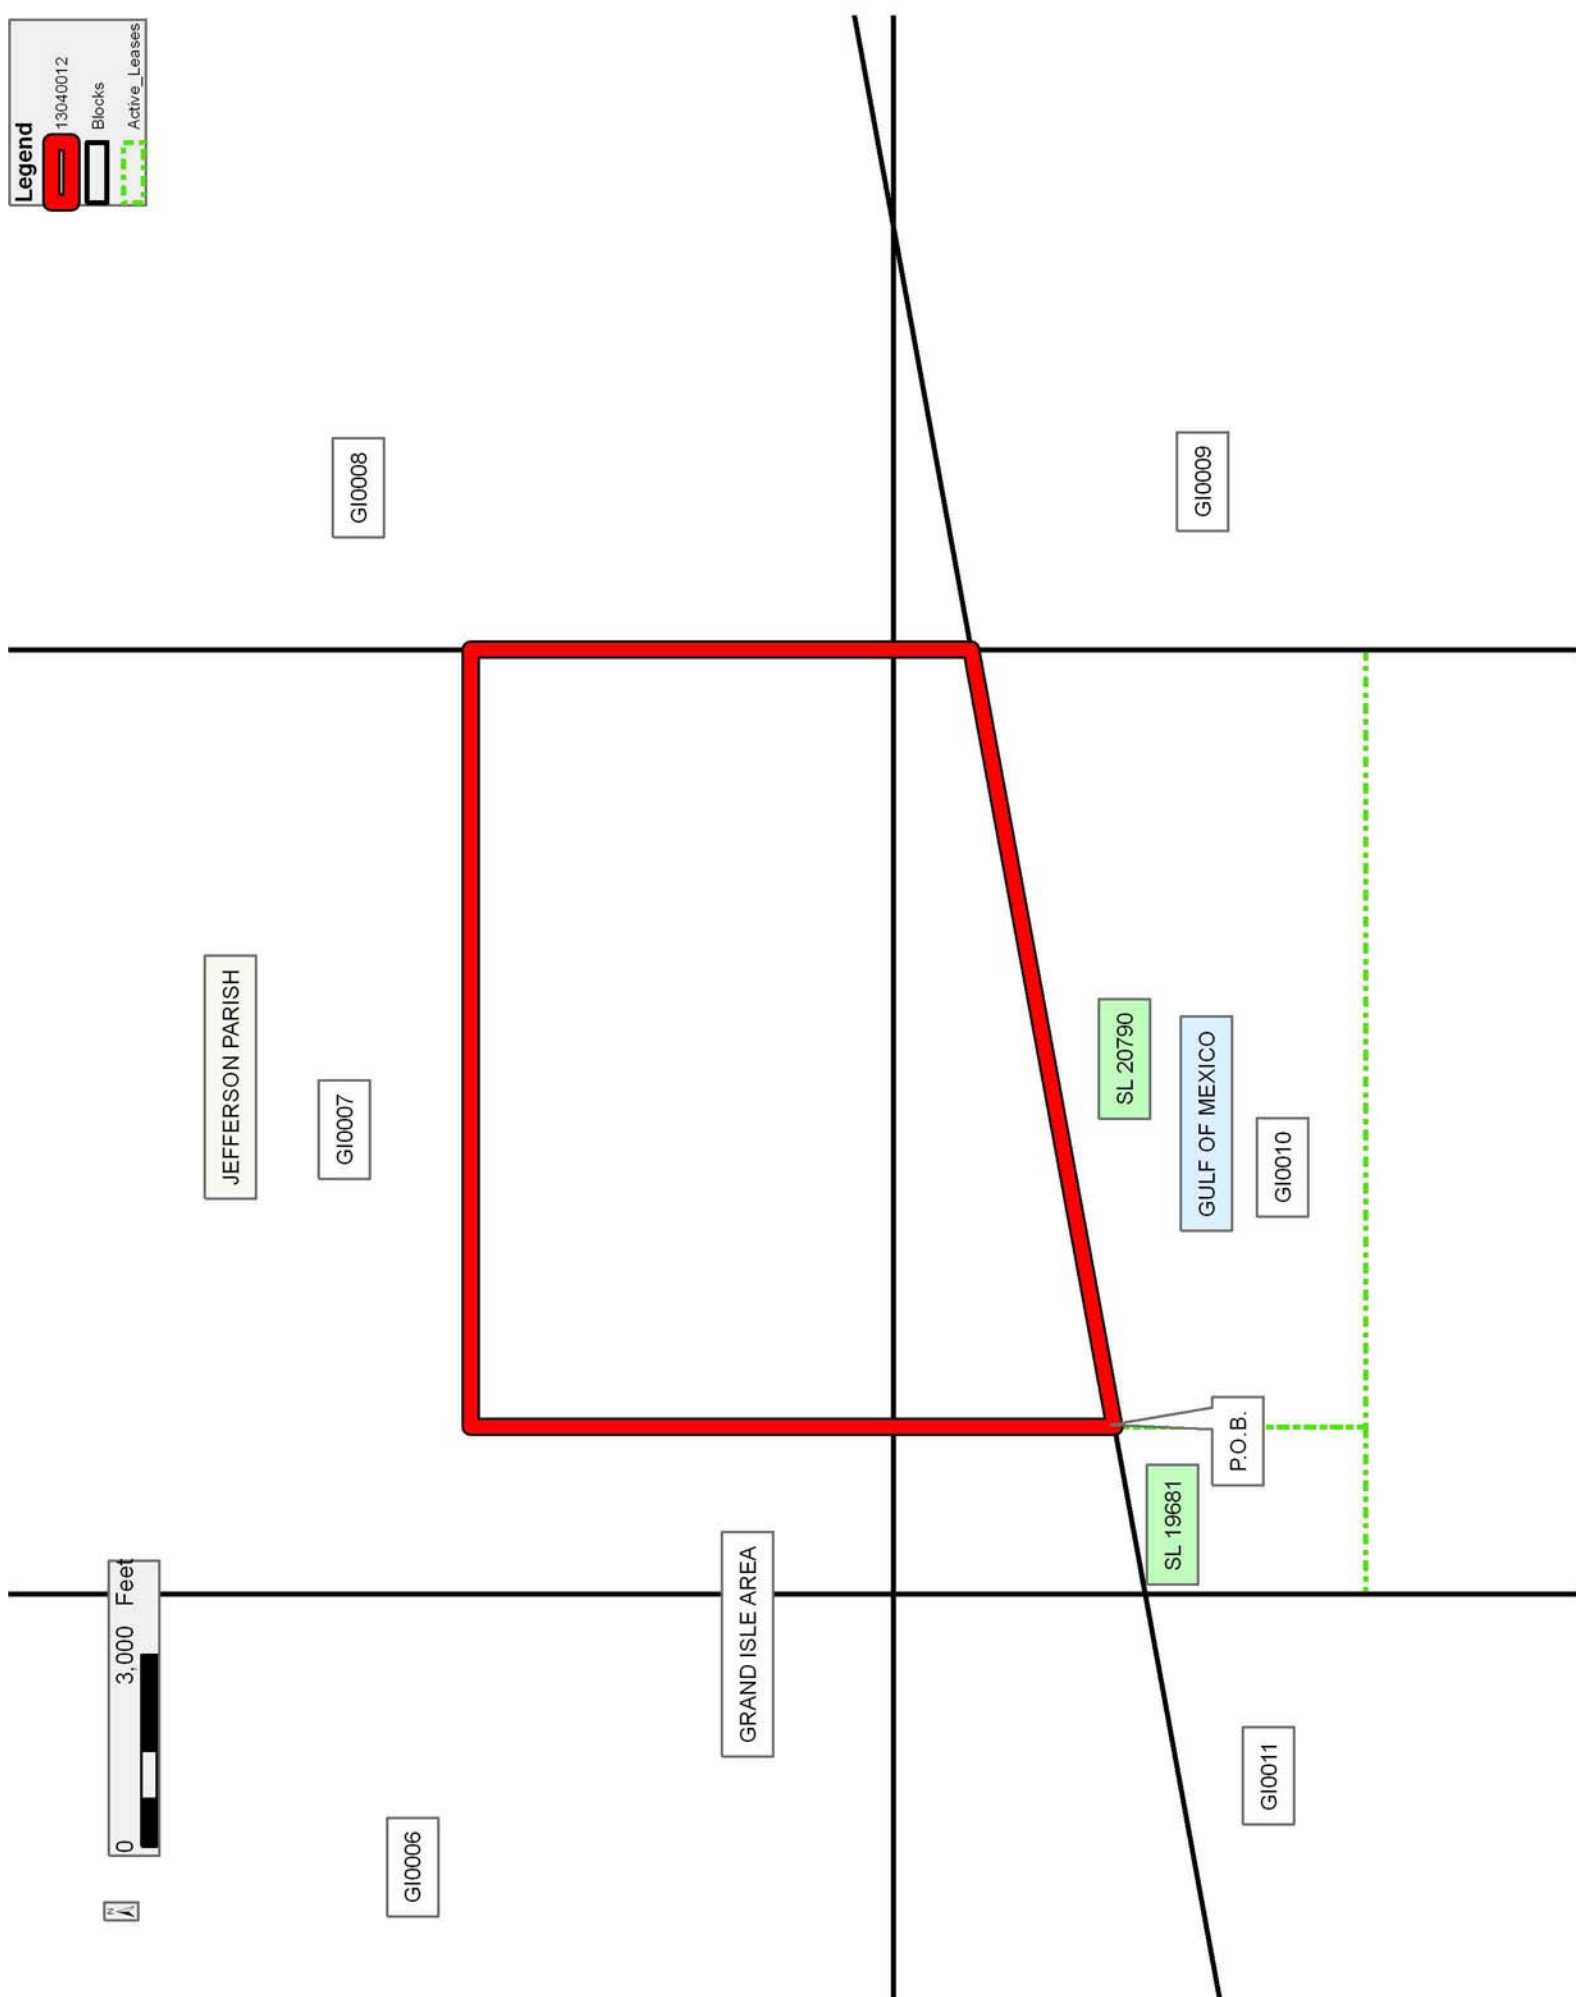 Legend
13040012
Blocks
Active_Leases
0 3,000 Feet
N
JEFFERSON PARISH
GI0008
GI0007
GI0006
GRAND ISLE AREA
SL 20790
GI0009
SL 19681
GULF OF MEXICO
P.O.B.
GI0010
GI0011